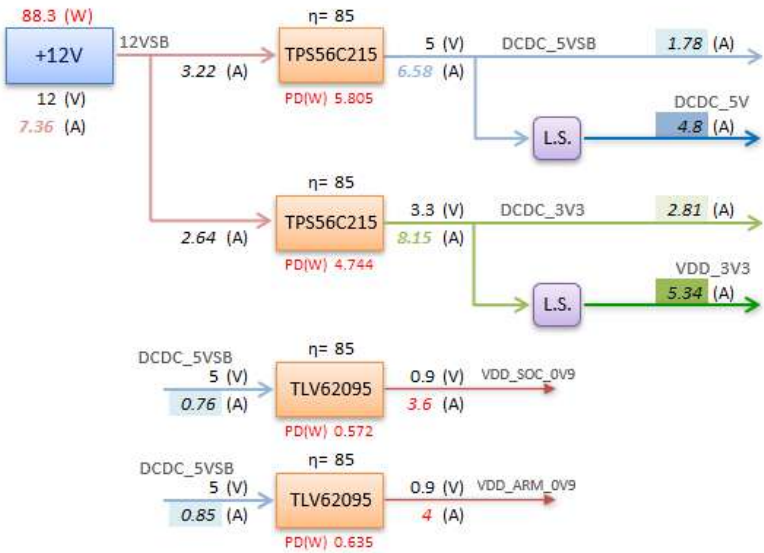 88.3 (W)
+12V
12 (V)
7.36 (A)
12VSB
3.22 (A)
η= 85
TPS56C215
PD(W) 5.805
5 (V)
6.58 (A)
DCDC_5VSB
1.78 (A)
L.S.
DCDC_5V
4.8 (A)
2.64 (A)
η= 85
TPS56C215
PD(W) 4.744
3.3 (V)
8.15 (A)
DCDC_3V3
2.81 (A)
L.S.
VDD_3V3
5.34 (A)
DCDC_5VSB
5 (V)
0.76 (A)
η= 85
TLV62095
PD(W) 0.572
0.9 (V)
3.6 (A)
VDD_SOC_0V9
DCDC_5VSB
5 (V)
0.85 (A)
η= 85
TLV62095
PD(W) 0.635
0.9 (V)
4 (A)
VDD_ARM_0V9